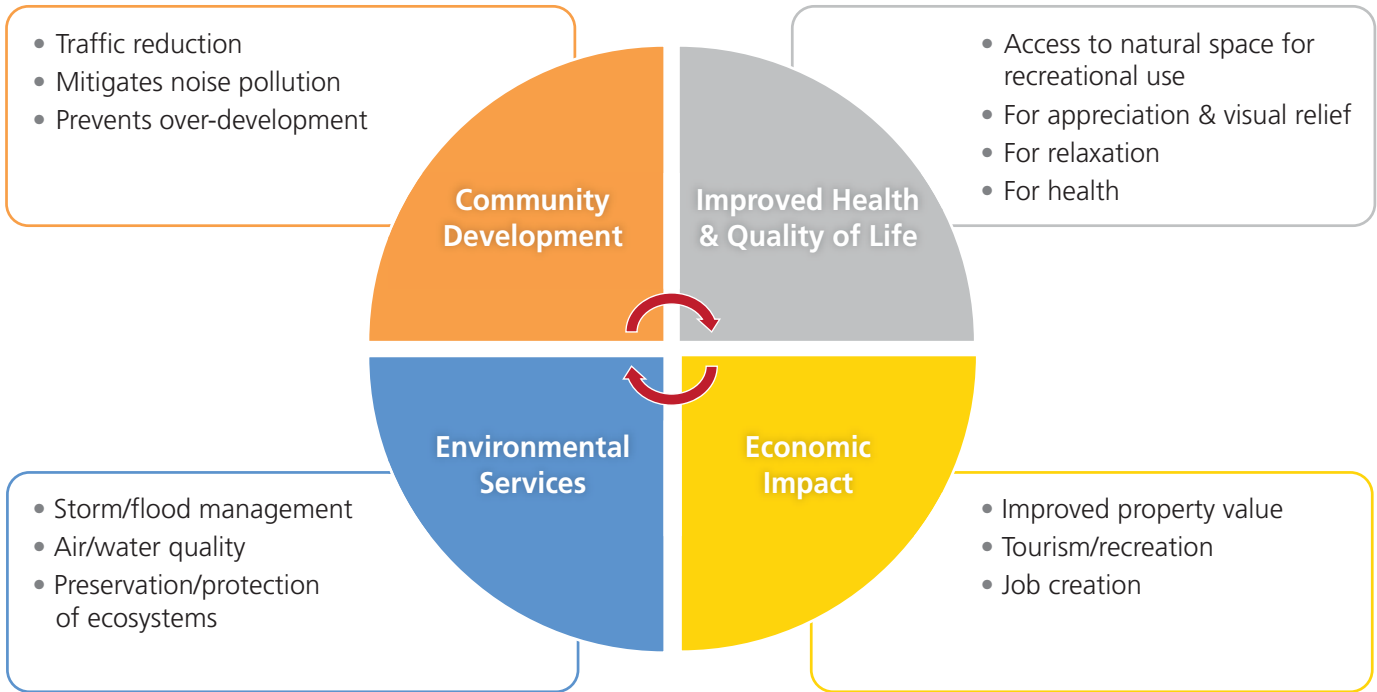 • Traffic reduction
• Mitigates noise pollution
• Prevents over-development
Community
Development
Improved Health
& Quality of Life
• Access to natural space for
recreational use
• For appreciation & visual relief
• For relaxation
• For health
Environmental
Services
• Storm/flood management
• Air/water quality
• Preservation/protection
of ecosystems
Economic
Impact
• Improved property value
• Tourism/recreation
• Job creation